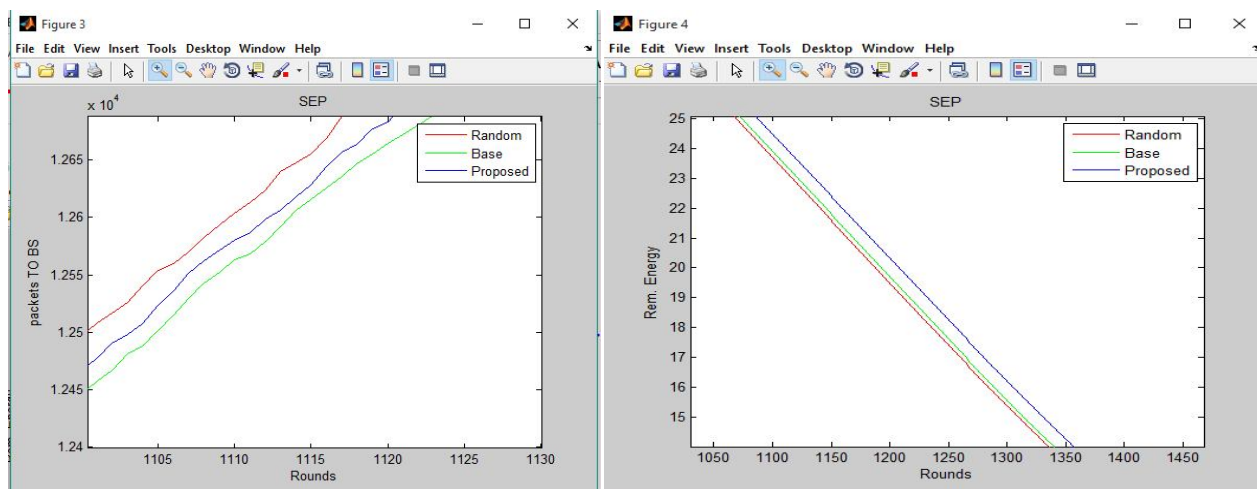 Figure 3
File Edit View Insert Tools Desktop Window Help
SEP
x 10^4
1.265
1.26
1.255
1.25
1.245
1.24
packets TO BS
1105 1110 1115 1120 1125 1130
Rounds
Random
Base
Proposed
Figure 4
File Edit View Insert Tools Desktop Window Help
SEP
25
24
23
22
21
20
19
18
17
16
15
Rem. Energy
1050 1100 1150 1200 1250 1300 1350 1400 1450
Rounds
Random
Base
Proposed